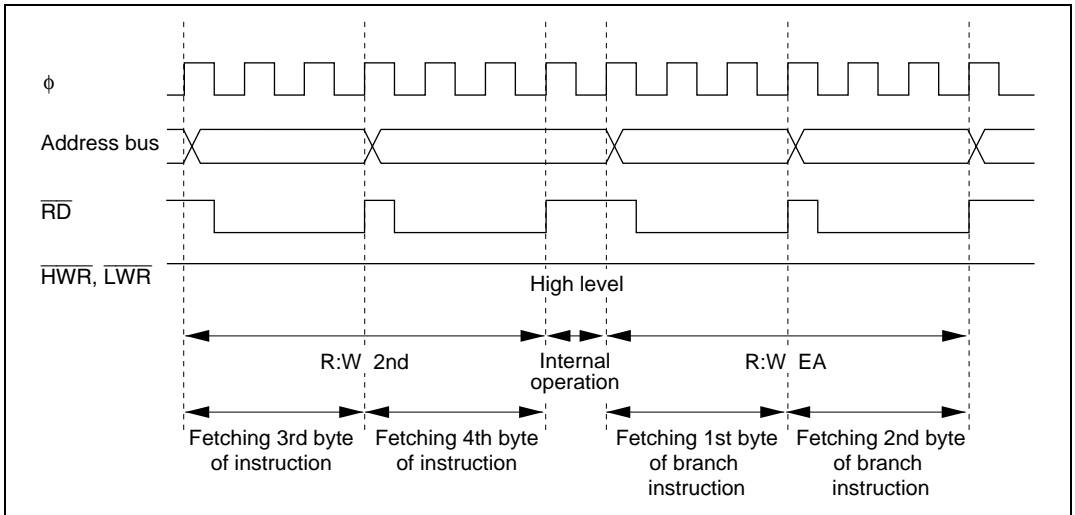 φ
Address bus
RD
HWR, LWR
High level
R:W 2nd
Internal
operation
R:W EA
Fetching 3rd byte
of instruction
Fetching 4th byte
of instruction
Fetching 1st byte
of branch
instruction
Fetching 2nd byte
of branch
instruction